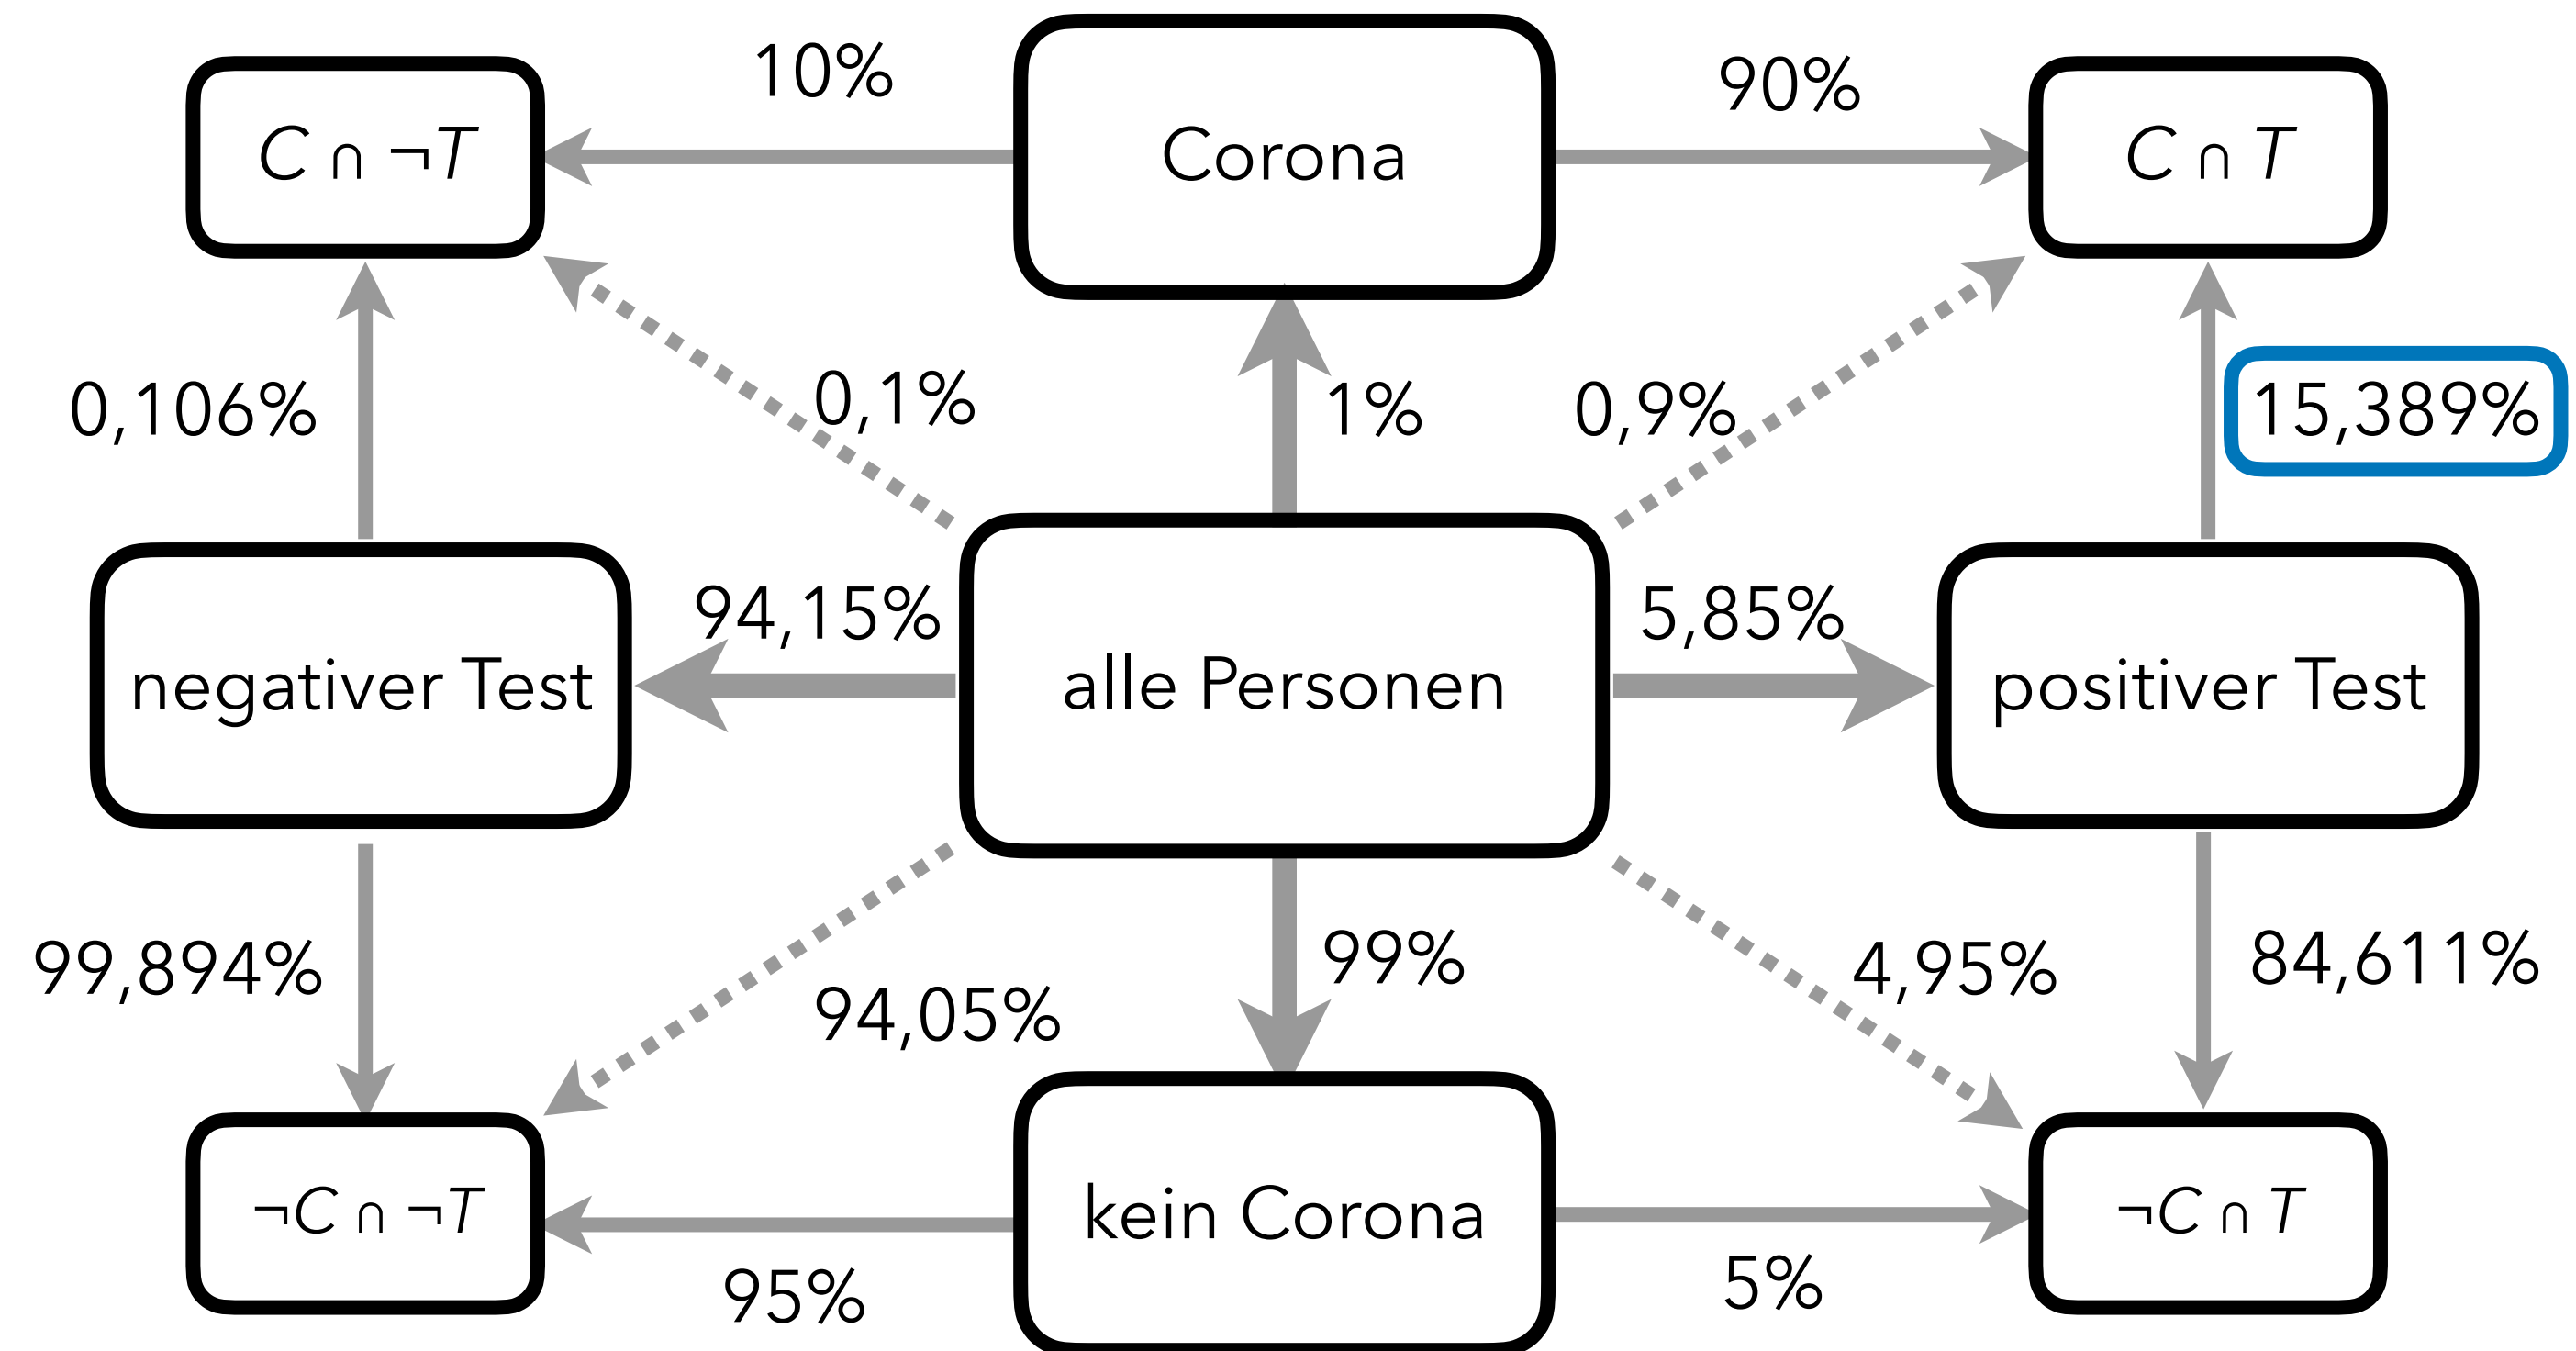 10%
90%
C ∩ ¬T
Corona
C ∩ T
0,106%
0,1%
1%
0,9%
15,389%
94,15%
5,85%
negativer Test
alle Personen
positiver Test
99,894%
94,05%
99%
4,95%
84,611%
¬C ∩ ¬T
kein Corona
¬C ∩ T
95%
5%